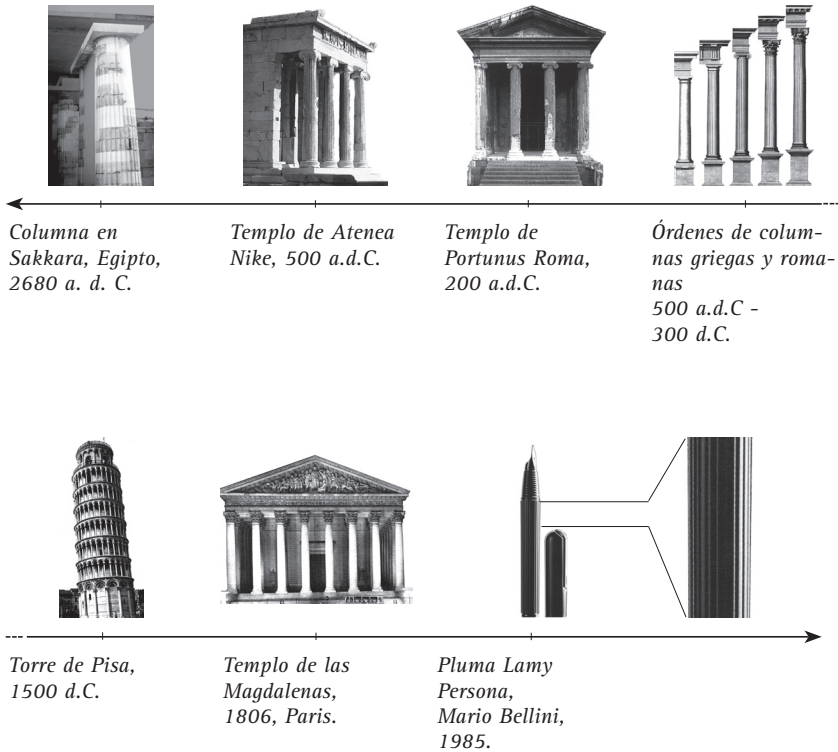 Columna en
Sakkara, Egipto,
2680 a. d. C.
Templo de Atenea
Nike, 500 a.d.C.
Templo de
Portunus Roma,
200 a.d.C.
Órdenes de colum-
nas griegas y roma-
nas
500 a.d.C -
300 d.C.
Torre de Pisa,
1500 d.C.
Templo de las
Magdalenas,
1806, Paris.
Pluma Lamy
Persona,
Mario Bellini,
1985.